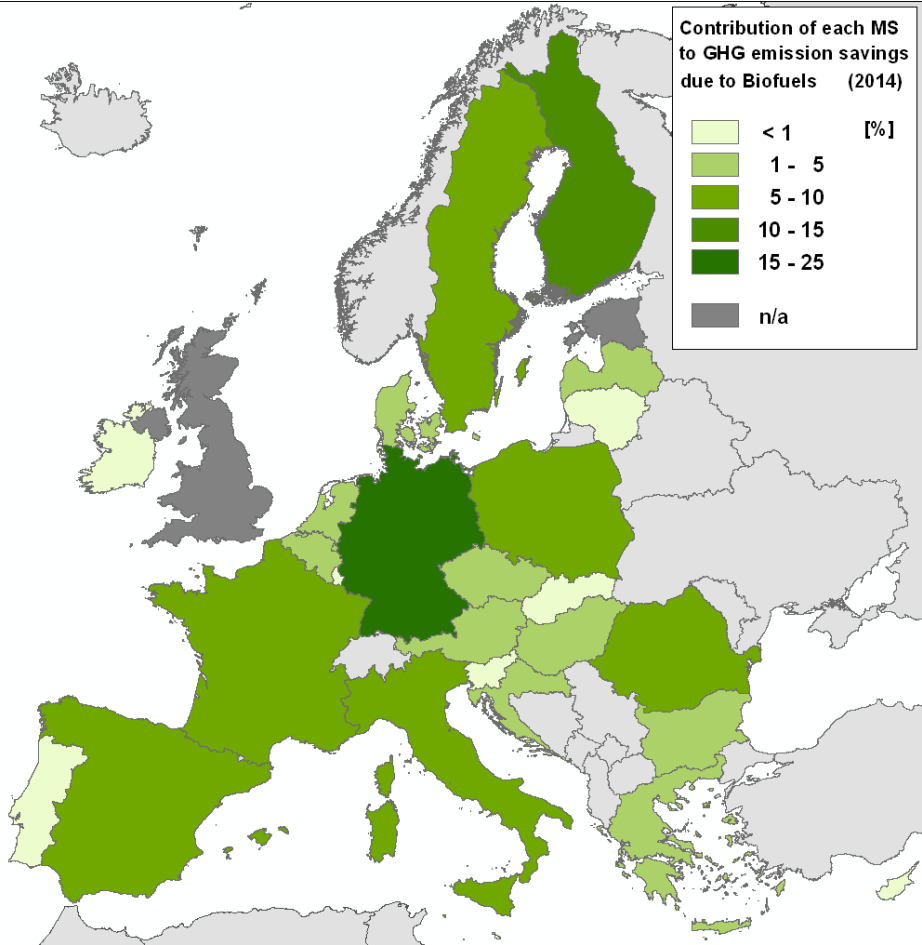 Contribution of each MS
to GHG emission savings
due to Biofuels (2014)
< 1 [%]
1 - 5
5 - 10
10 - 15
15 - 25
n/a